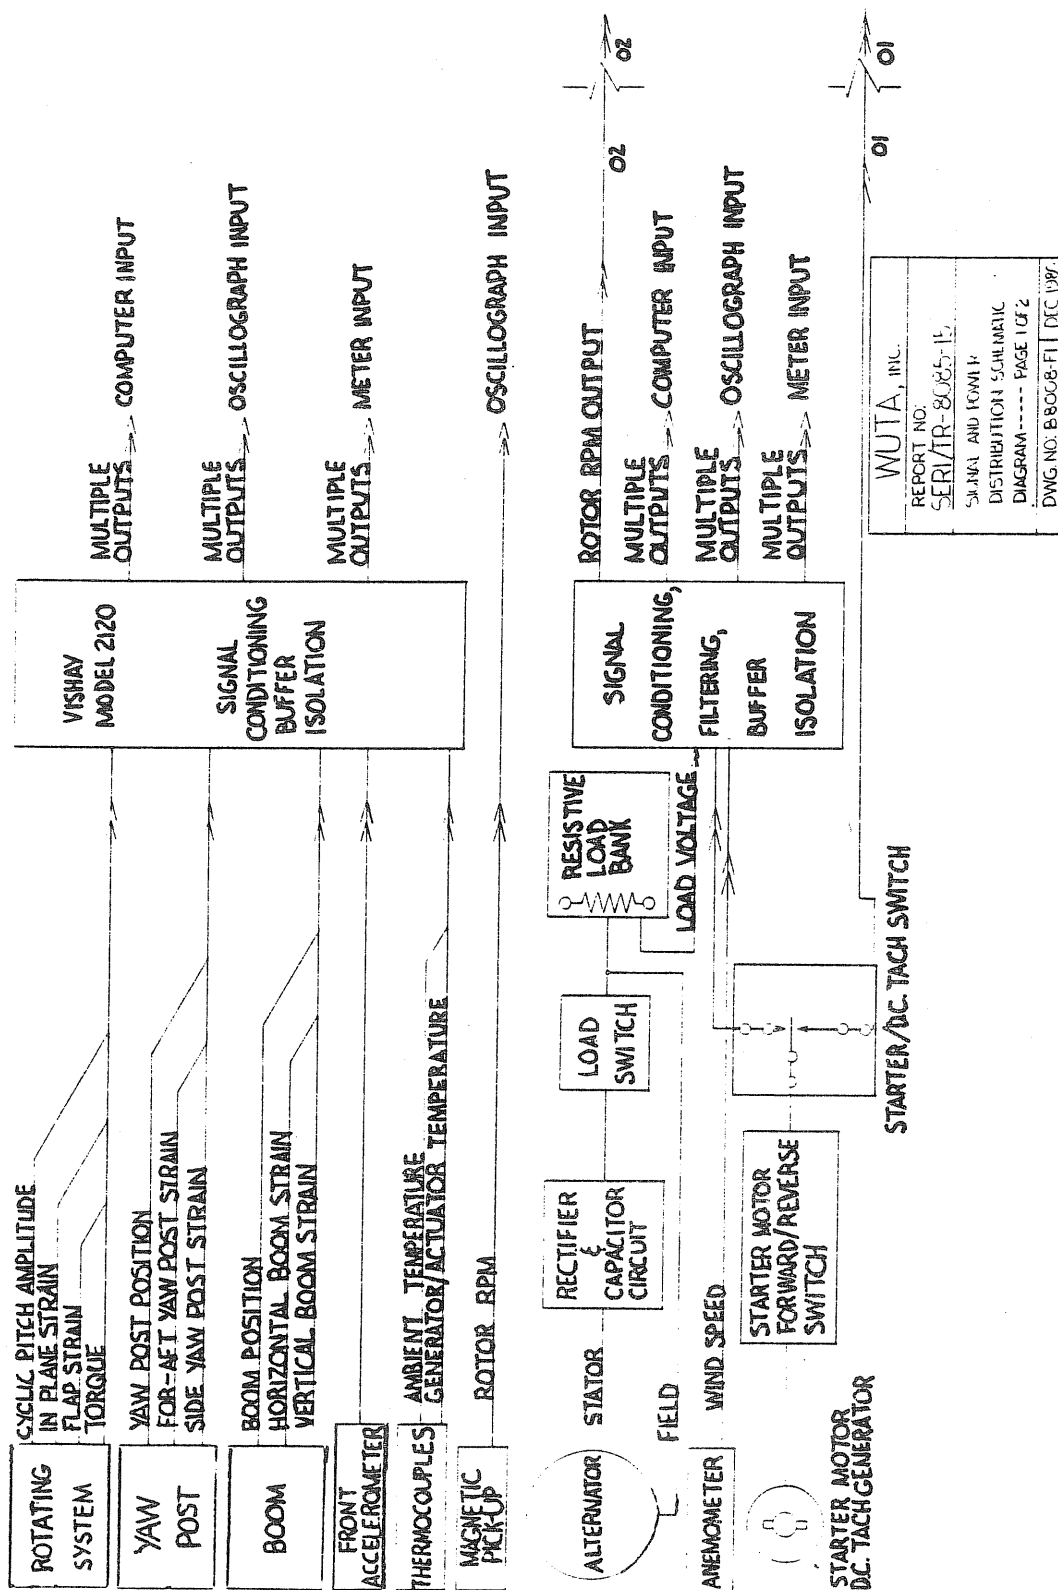 ROTATING
SYSTEM
CYCLIC PITCH AMPLITUDE
IN PLANE STRAIN
FLAP STRAIN
TORQUE
YAW
POST
YAW POST POSITION
FOR-AFT YAW POST STRAIN
SIDE YAW POST STRAIN
BOOM
BOOM POSITION
HORIZONTAL BOOM STRAIN
VERTICAL BOOM STRAIN
FRONT
ACCELEROMETER
THERMOCOUPLES
AMBIENT TEMPERATURE
GENERATOR/ACTUATOR TEMPERATURE
MAGNETIC
PICK-UP
ROTOR RPM
VISHAY
MODEL 2120
SIGNAL
CONDITIONING
BUFFER
ISOLATION
MULTIPLE
OUTPUTS
COMPUTER INPUT
MULTIPLE
OUTPUTS
OSCILLOGRAPH INPUT
MULTIPLE
OUTPUTS
METER INPUT
OSCILLOGRAPH INPUT
ALTERNATOR
STATOR
FIELD
RECTIFIER
&
CAPACITOR
CIRCUIT
LOAD
SWITCH
RESISTIVE
LOAD
BANK
LOAD VOLTAGE
ANEMOMETER
WIND SPEED
STARTER MOTOR
D.C. TACHGENERATOR
STARTER MOTOR
FORWARD/REVERSE
SWITCH
STARTER/D.C. TACH SWITCH
SIGNAL
CONDITIONING,
FILTERING,
BUFFER
ISOLATION
ROTOR RPM OUTPUT
02
02
MULTIPLE
OUTPUTS
COMPUTER INPUT
MULTIPLE
OUTPUTS
OSCILLOGRAPH INPUT
MULTIPLE
OUTPUTS
METER INPUT
01
01
WUTA, INC.
REPORT NO:
SERI/TR-8085-15
SIGNAL AND POWER
DISTRIBUTION SCHEMATIC
DIAGRAM----- PAGE 1 OF 2
DWG. NO: B8008-F11 DEC